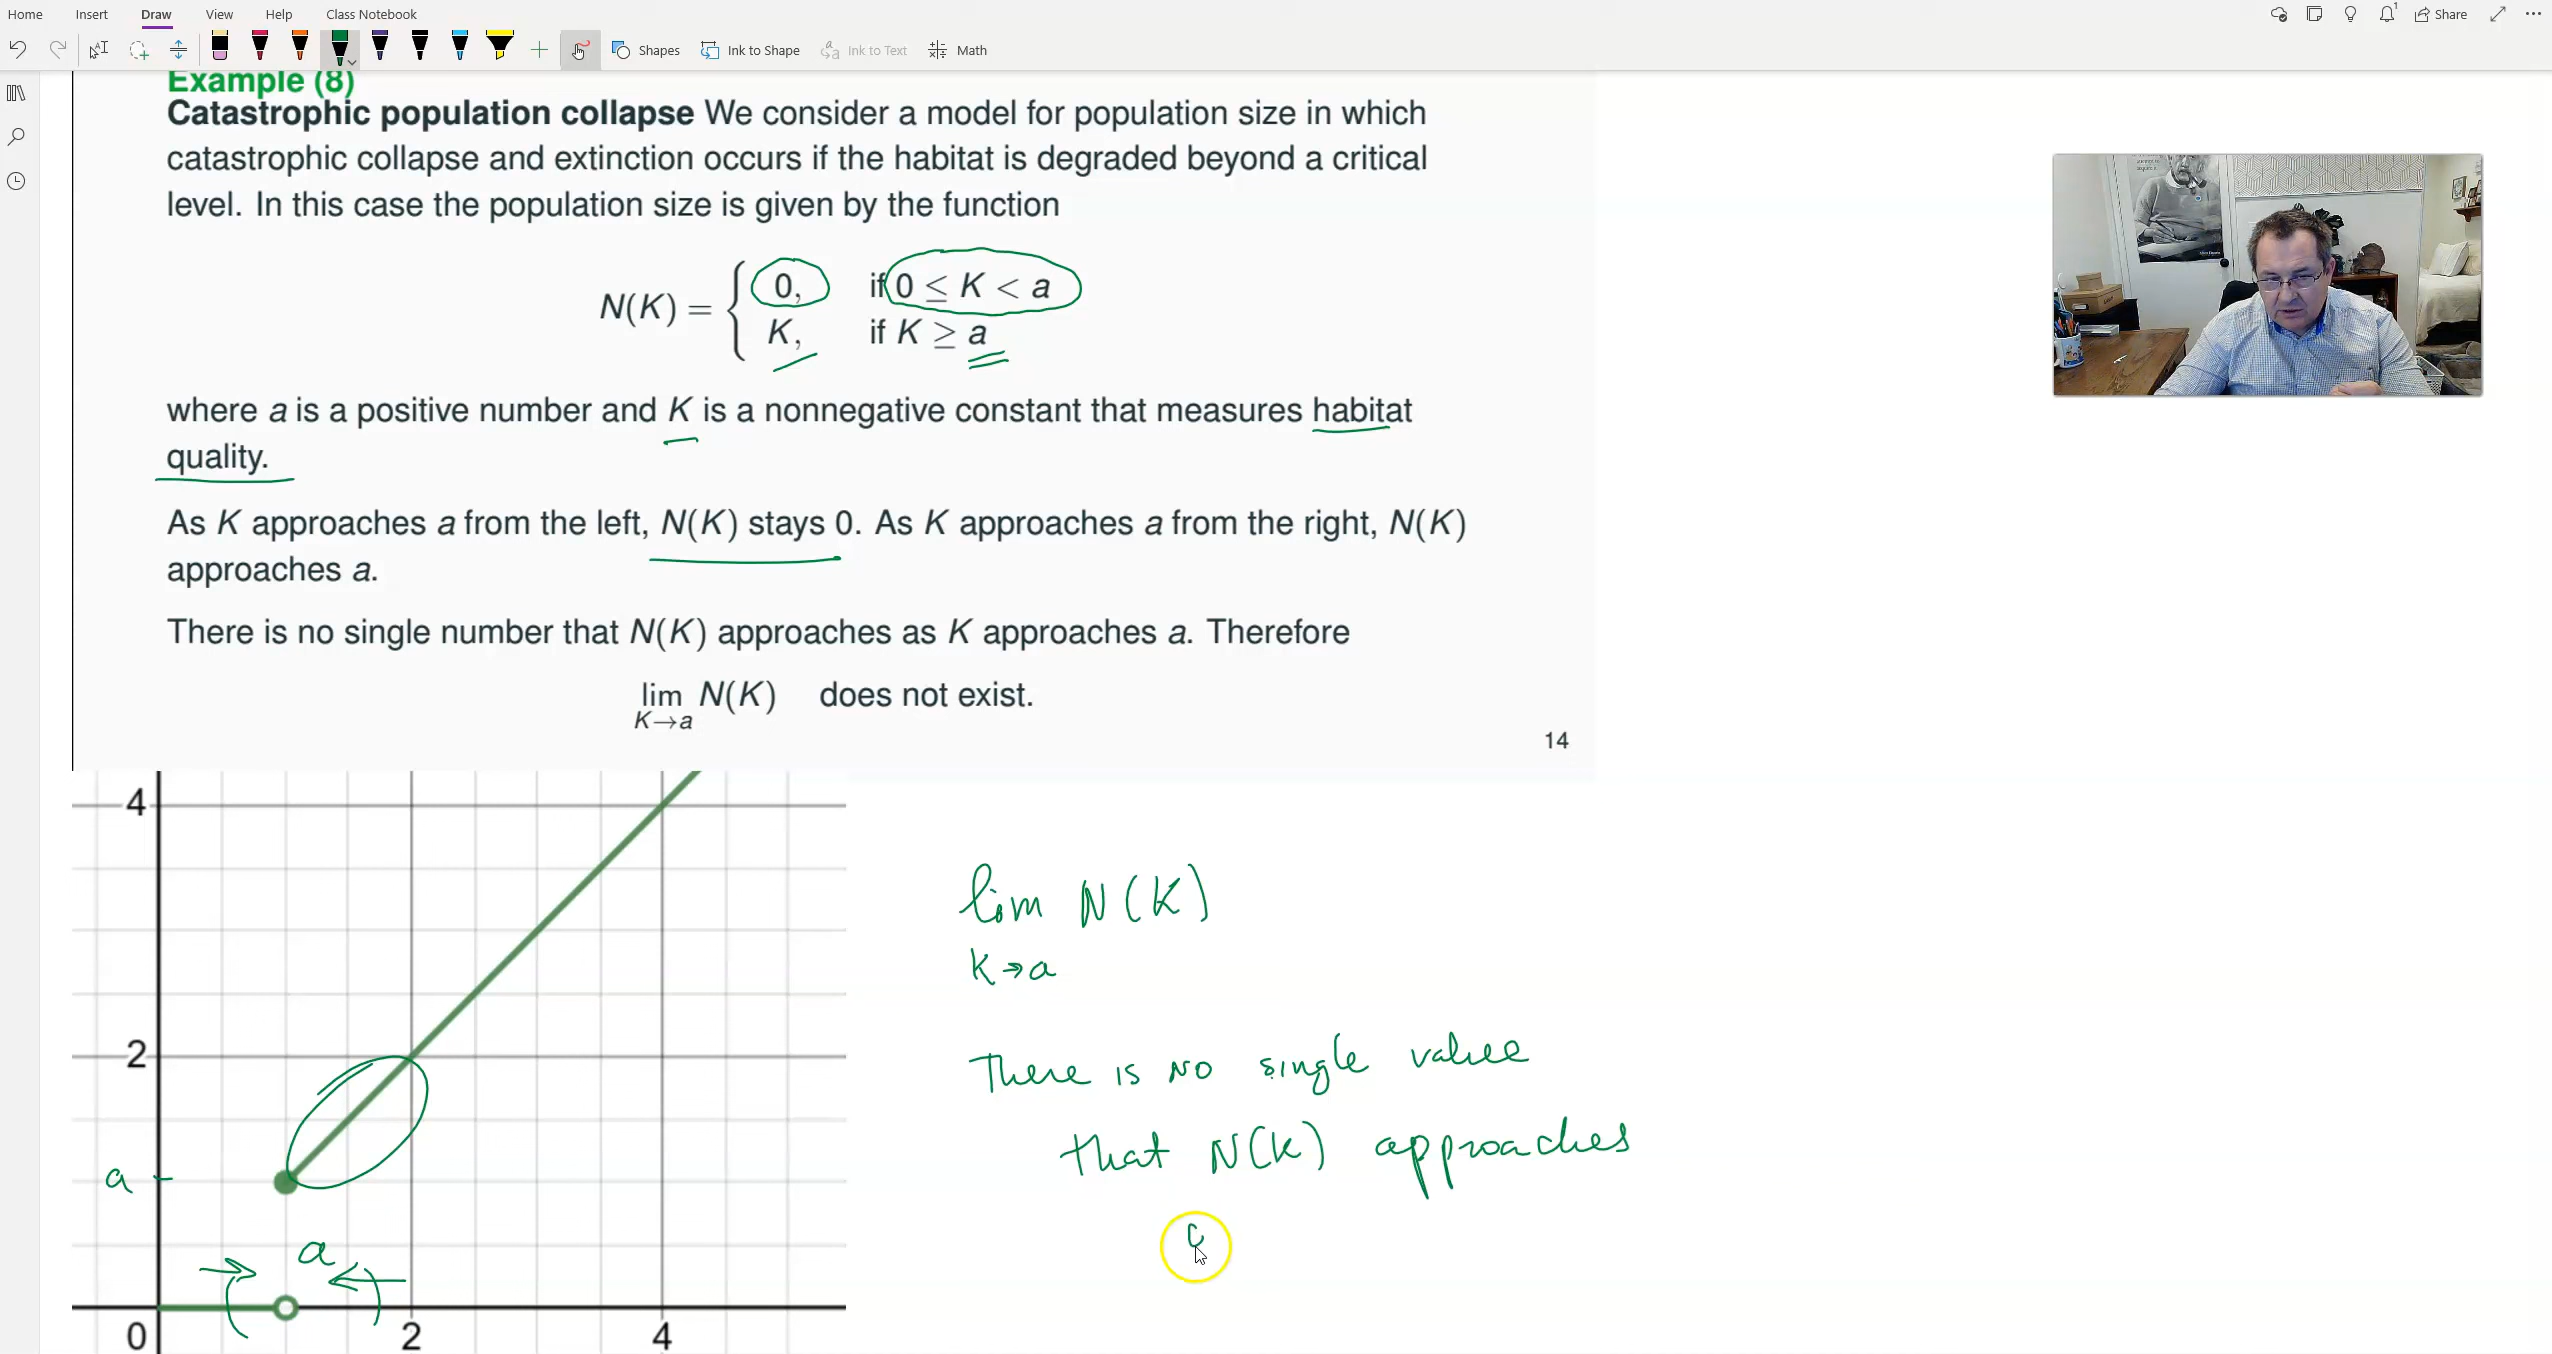 Home Insert Draw View Help Class Notebook Share
Shapes Ink to Shape Ink to Text Math
Example (8)
Catastrophic population collapse We consider a model for population size in which
catastrophic collapse and extinction occurs if the habitat is degraded beyond a critical
level. In this case the population size is given by the function
N(K) = { 0, if 0 ≤ K < a
K, if K ≥ a
where a is a positive number and K is a nonnegative constant that measures habitat
quality.
As K approaches a from the left, N(K) stays 0. As K approaches a from the right, N(K)
approaches a.
There is no single number that N(K) approaches as K approaches a. Therefore
lim N(K) does not exist.
K→a
14
4
2
a
a
0 2 4
lim N(K)
K→a
There is no single value
that N(K) approaches